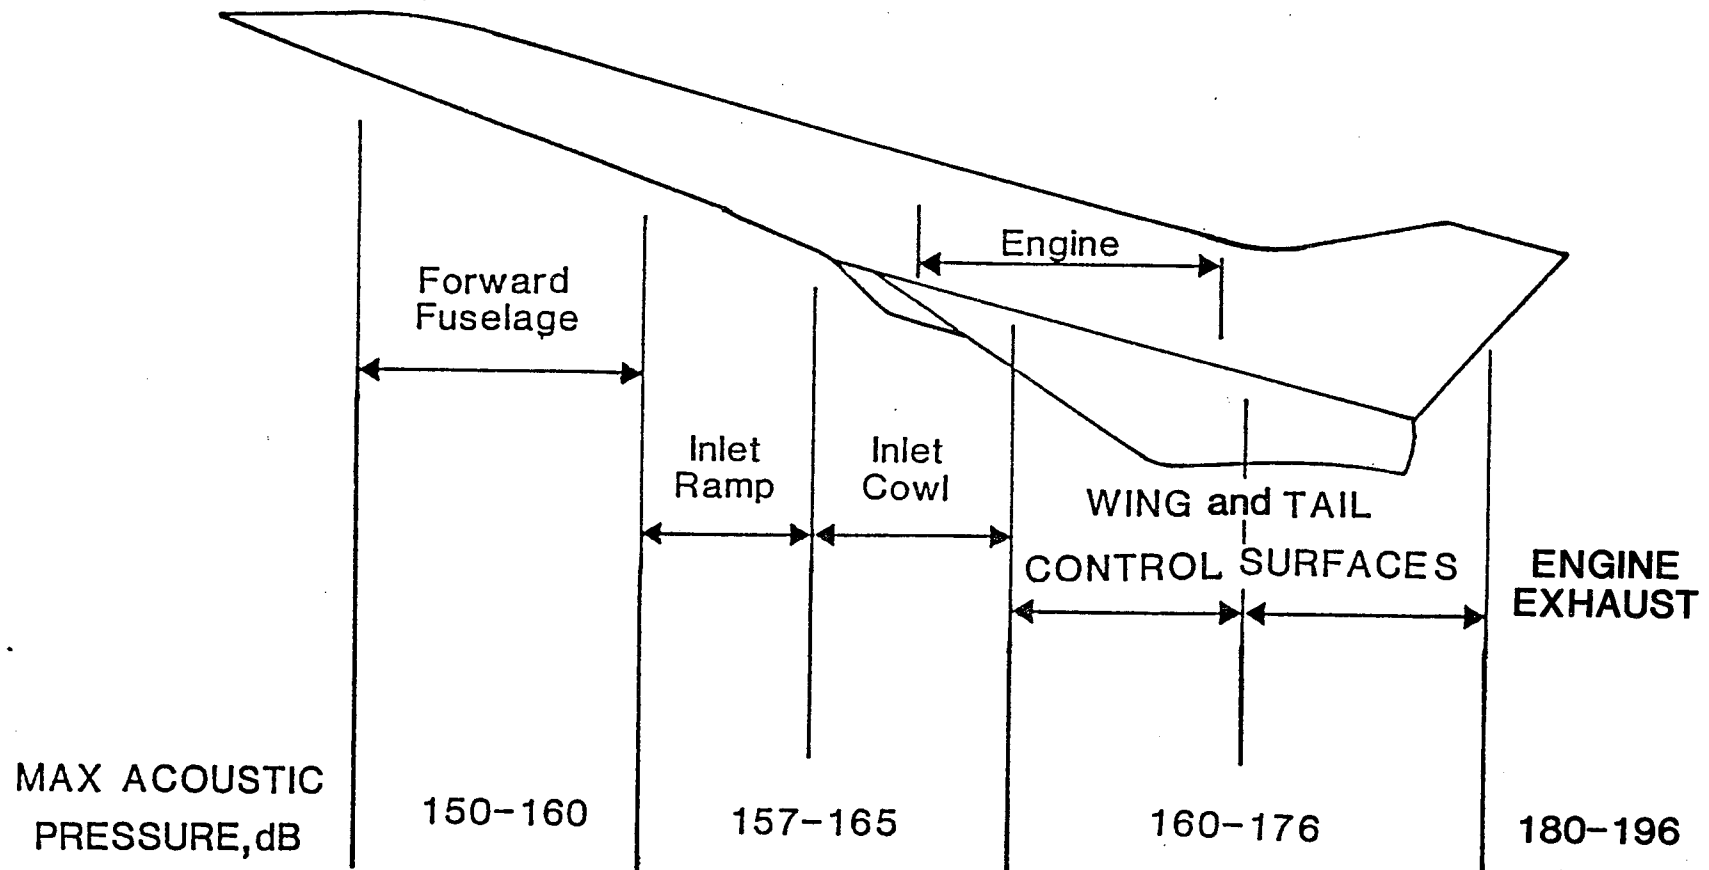 Engine
Forward
Fuselage
Inlet
Ramp
Inlet
Cowl
WING and TAIL
CONTROL SURFACES
ENGINE
EXHAUST
MAX ACOUSTIC
PRESSURE,dB
150-160
157-165
160-176
180-196